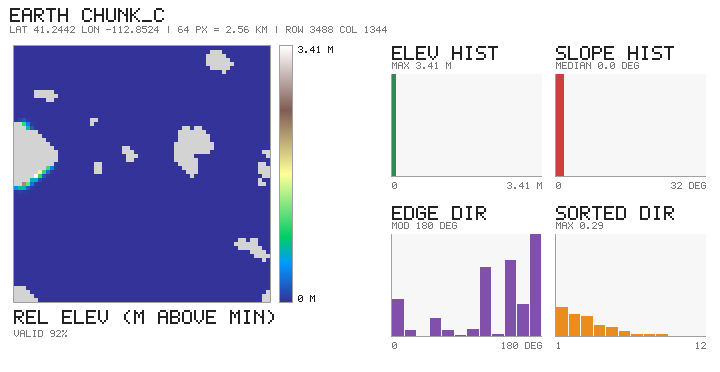 EARTH CHUNK_C
LAT 41.2442 LON -112.8524 | 64 PX = 2.56 KM | ROW 3488 COL 1344
3.41 M
0 M
REL ELEV (M ABOVE MIN)
VALID 92%
ELEV HIST
MAX 3.41 M
0 3.41 M
SLOPE HIST
MEDIAN 0.0 DEG
0 32 DEG
EDGE DIR
MOD 180 DEG
0 180 DEG
SORTED DIR
MAX 0.29
1 12